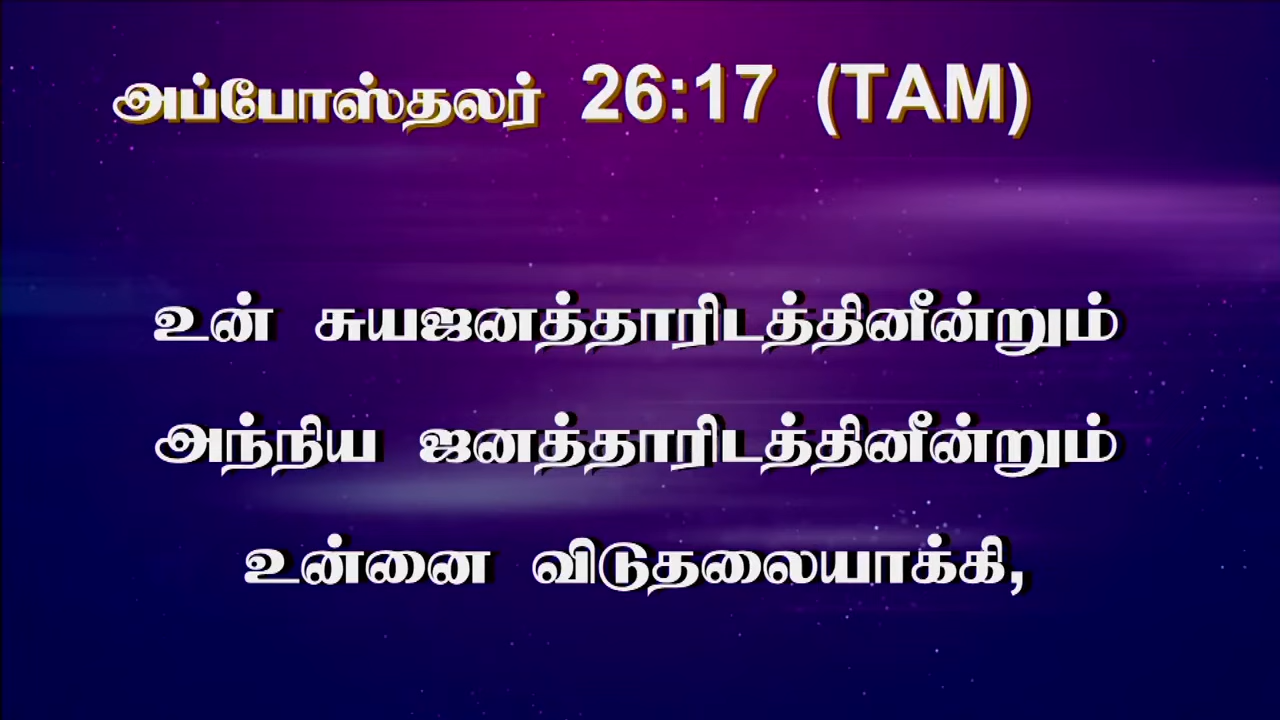 அப்போஸ்தலர் 26:17 (TAM)
உன் சுயஜனத்தாரிடத்தினீன்றும்
அந்நிய ஜனத்தாரிடத்தினீன்றும்
உன்னை விடுதலையாக்கி,